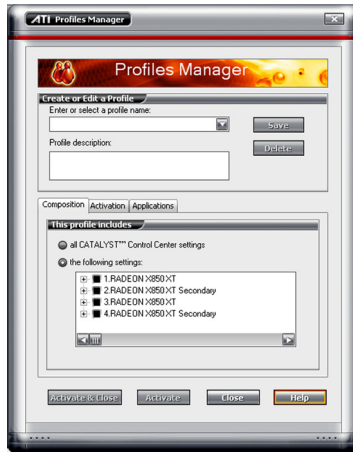 ATI Profiles Manager
Profiles Manager
Create or Edit a Profile
Enter or select a profile name:
Save
Profile description:
Delete
Composition Activation Applications
This profile includes
all CATALYST™ Control Center settings
the following settings:
1.RADEON X850 XT
2.RADEON X850 XT Secondary
3.RADEON X850 XT
4.RADEON X850 XT Secondary
Activate & Close Activate Close Help